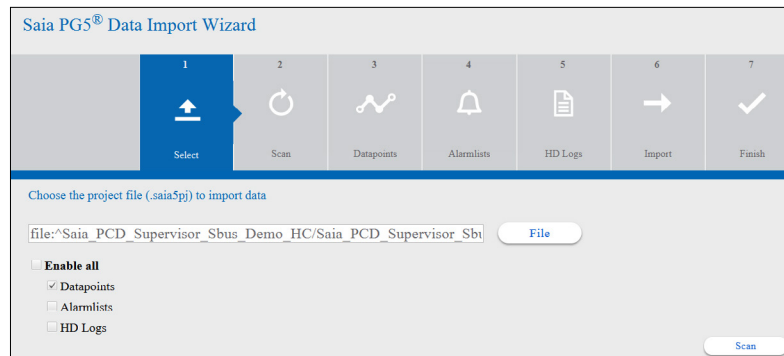 Saia PG5® Data Import Wizard
1 2 3 4 5 6 7
Select Scan Datapoints Alarmlists HD Logs Import Finish
Choose the project file (.saia5pj) to import data
file:^Saia_PCD_Supervisor_Sbus_Demo_HC/Saia_PCD_Supervisor_Sbu File
Enable all
Datapoints
Alarmlists
HD Logs
Scan